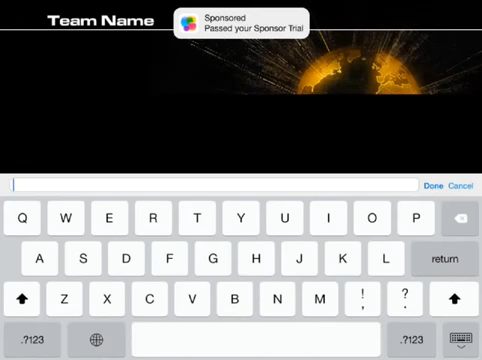 Team Name
Sponsored
Passed your Sponsor Trial
Done Cancel
Q W E R T Y U I O P
A S D F G H J K L return
Z X C V B N M ! , ? .
.?123 .?123